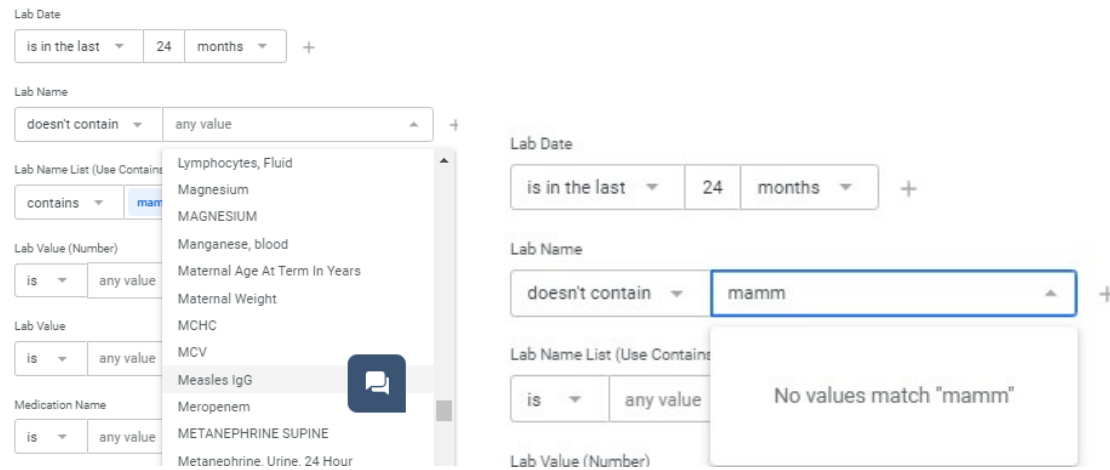 Lab Date
is in the last 24 months +
Lab Name
doesn't contain any value +
Lymphocytes, Fluid
Lab Name List (Use Contains
Magnesium
contains mam
MAGNESIUM
Manganese, blood
Lab Value (Number)
Maternal Age At Term In Years
is any value
Maternal Weight
Lab Value
MCHC
is any value
MCV
Measles IgG
Medication Name
Meropenem
is any value
METANEPHRINE SUPINE
Metanephrine, Urine, 24 Hour
Lab Date
is in the last 24 months +
Lab Name
doesn't contain mamm +
Lab Name List (Use Contains
is any value
No values match "mamm"
Lab Value (Number)